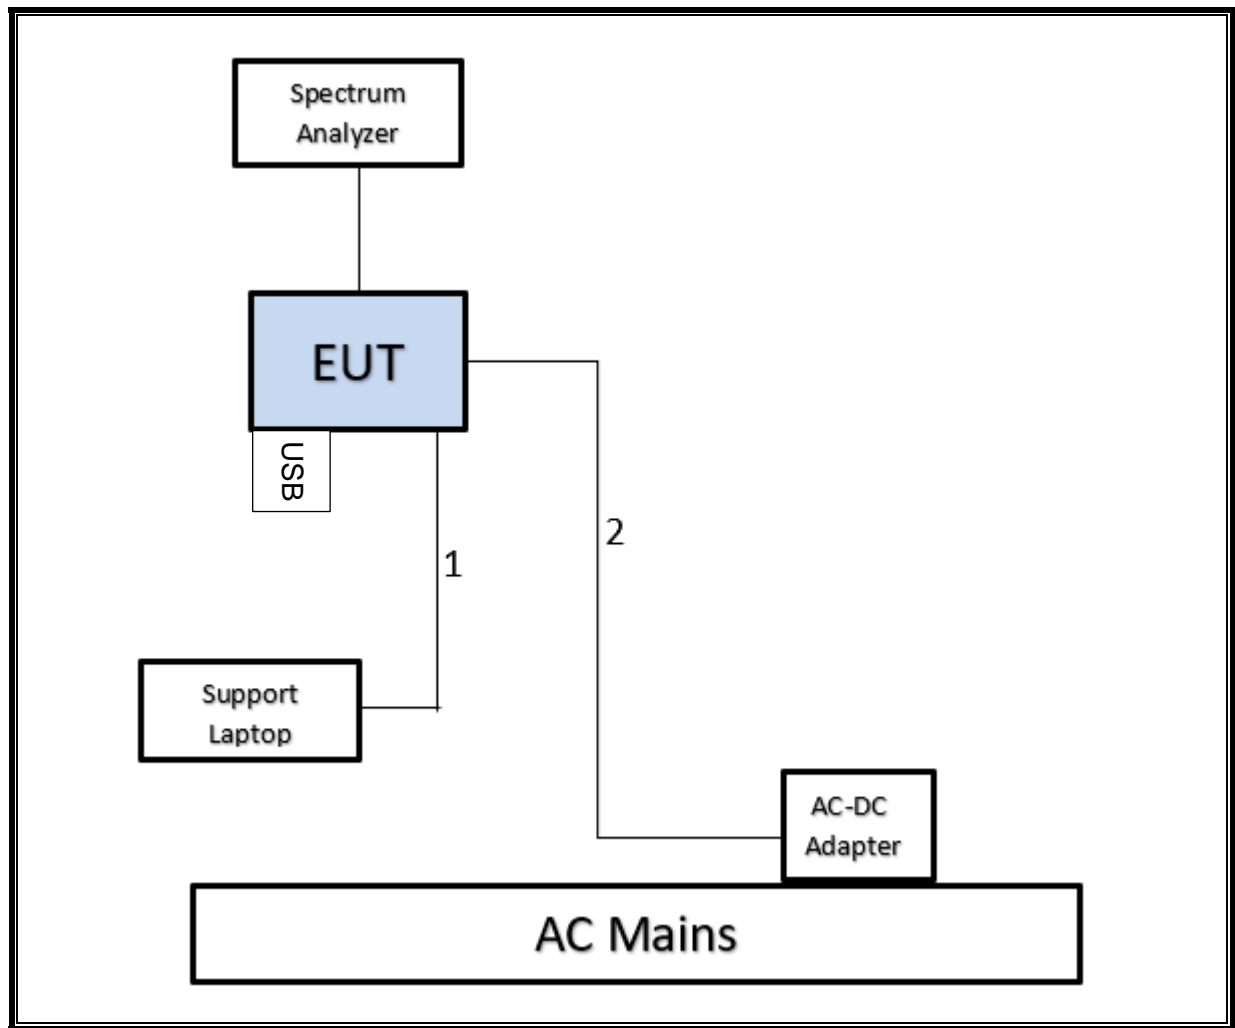 Spectrum
Analyzer
EUT
USB
2
1
Support
Laptop
AC-DC
Adapter
AC Mains